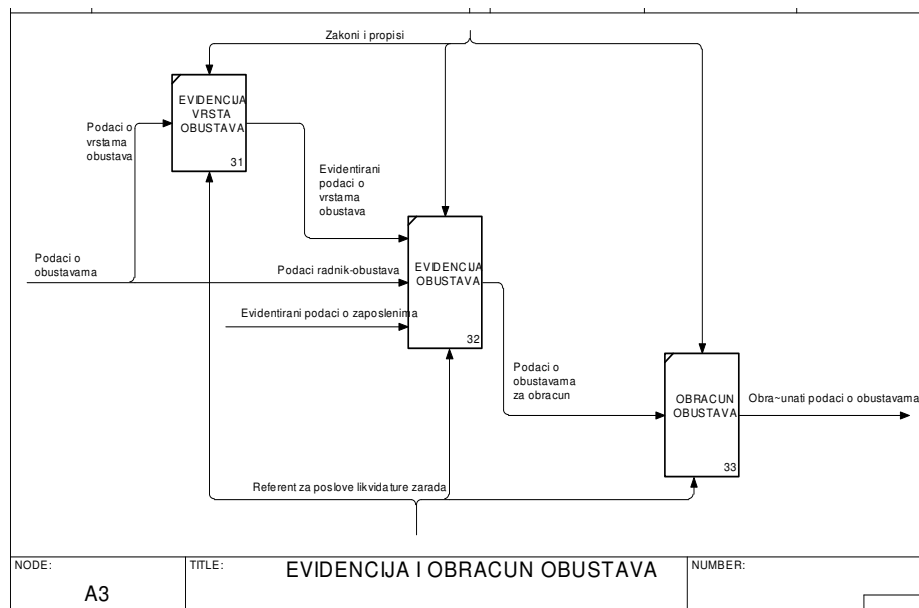 Zakoni i propisi
EVIDENCIJA
VRSTA
OBUSTAVA
31
Podaci o
vrstama
obustava
Evidentirani
podaci o
vrstama
obustava
Podaci o
obustavama
Podaci radnik-obustava
EVIDENCIJA
OBUSTAVA
32
Evidentirani podaci o zaposlenima
Podaci o
obustavama
za obracun
OBRACUN
OBUSTAVA
33
Obra~unati podaci o obustavama
Referent za poslove likvidature zarada
NODE:
A3
TITLE:
EVIDENCIJA I OBRACUN OBUSTAVA
NUMBER: